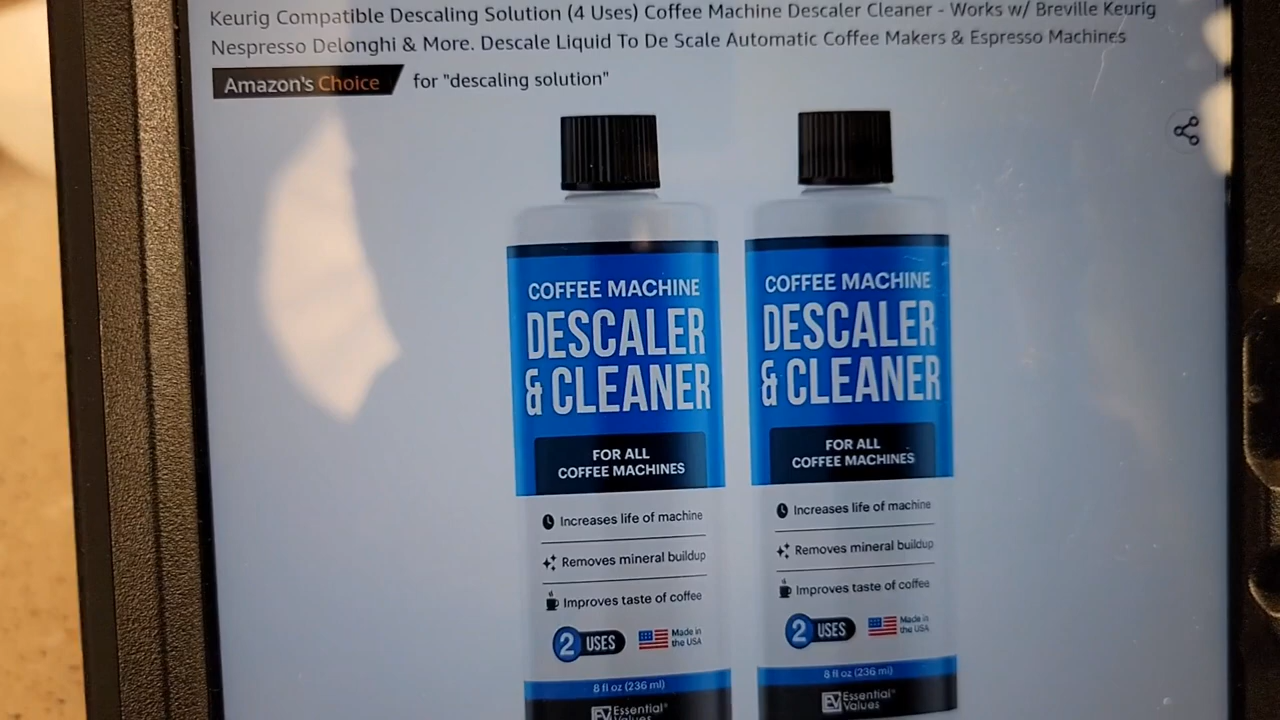 Keurig Compatible Descaling Solution (4 Uses) Coffee Machine Descaler Cleaner - Works w/ Breville Keurig
Nespresso Delonghi & More. Descale Liquid To De Scale Automatic Coffee Makers & Espresso Machines
Amazon's Choice for "descaling solution"
COFFEE MACHINE
DESCALER
& CLEANER
FOR ALL
COFFEE MACHINES
Increases life of machine
Removes mineral buildup
Improves taste of coffee
2 USES
Made in
the USA
8 fl oz (236 ml)
EV Essential
Values
COFFEE MACHINE
DESCALER
& CLEANER
FOR ALL
COFFEE MACHINES
Increases life of machine
Removes mineral buildup
Improves taste of coffee
2 USES
Made in
the USA
8 fl oz (236 ml)
EV Essential®
Values